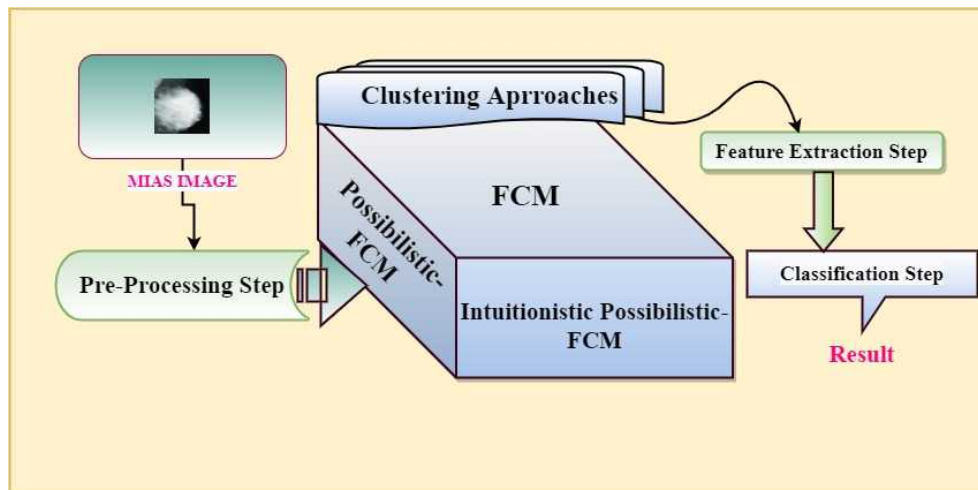 MIAS IMAGE
Pre-Processing Step
Clustering Aprroaches
FCM
Possibilistic-
FCM
Intuitionistic Possibilistic-
FCM
Feature Extraction Step
Classification Step
Result